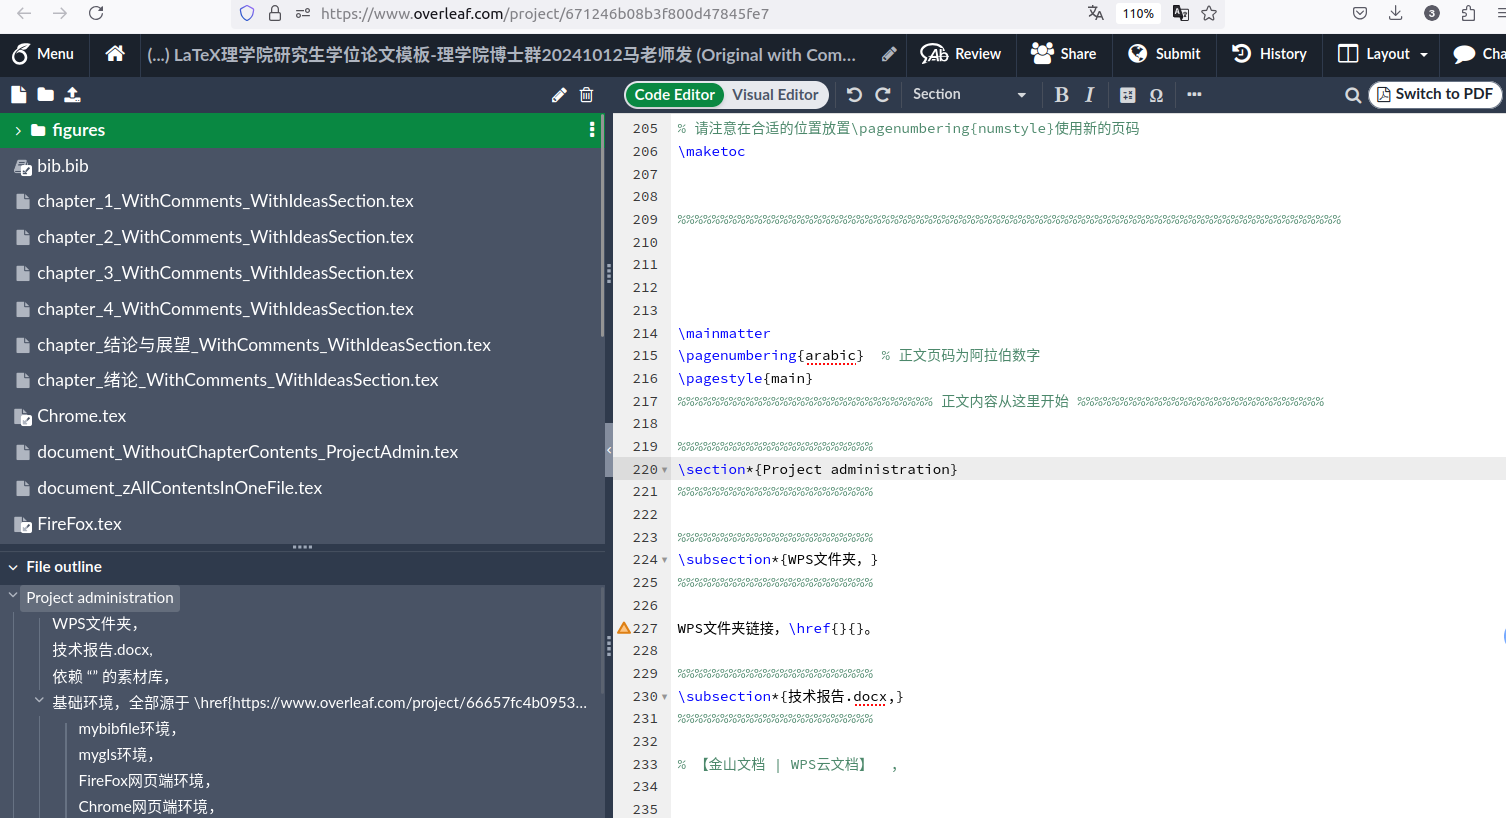 https://www.overleaf.com/project/671246b08b3f800d47845fe7
110%
3
Menu
(...) LaTeX理学院研究生学位论文模板-理学院博士群20241012马老师发 (Original with Com...
Review
Share
Submit
History
Layout
Cha
Code Editor
Visual Editor
Section
B
I
Ω
Switch to PDF
figures
bib.bib
chapter_1_WithComments_WithIdeasSection.tex
chapter_2_WithComments_WithIdeasSection.tex
chapter_3_WithComments_WithIdeasSection.tex
chapter_4_WithComments_WithIdeasSection.tex
chapter_结论与展望_WithComments_WithIdeasSection.tex
chapter_绪论_WithComments_WithIdeasSection.tex
Chrome.tex
document_WithoutChapterContents_ProjectAdmin.tex
document_zAllContentsInOneFile.tex
FireFox.tex
File outline
Project administration
WPS文件夹，
技术报告.docx,
依赖 “” 的素材库，
基础环境，全部源于 \href{https://www.overleaf.com/project/66657fc4b0953...
mybibfile环境，
mygls环境，
FireFox网页端环境，
Chrome网页端环境，
205 % 请注意在合适的位置放置\pagenumbering{numstyle}使用新的页码
206 \maketoc
207
208
209 %%%%%%%%%%%%%%%%%%%%%%%%%%%%%%%%%%%%%%%%%%%%%%%%%%%%%%%%%%%%%%%%%%%%%%%%%%%%%%%%
210
211
212
213
214 \mainmatter
215 \pagenumbering{arabic}  % 正文页码为阿拉伯数字
216 \pagestyle{main}
217 %%%%%%%%%%%%%%%%%%%%%%%%%%%%%% 正文内容从这里开始 %%%%%%%%%%%%%%%%%%%%%%%%%%%%%
218
219 %%%%%%%%%%%%%%%%%%%%%%%
220 \section*{Project administration}
221 %%%%%%%%%%%%%%%%%%%%%%%
222
223 %%%%%%%%%%%%%%%%%%%%%%%
224 \subsection*{WPS文件夹，}
225 %%%%%%%%%%%%%%%%%%%%%%%
226
227 WPS文件夹链接，\href{}{}。
228
229 %%%%%%%%%%%%%%%%%%%%%%%
230 \subsection*{技术报告.docx,}
231 %%%%%%%%%%%%%%%%%%%%%%%
232
233 % 【金山文档 | WPS云文档】  ，
234
235